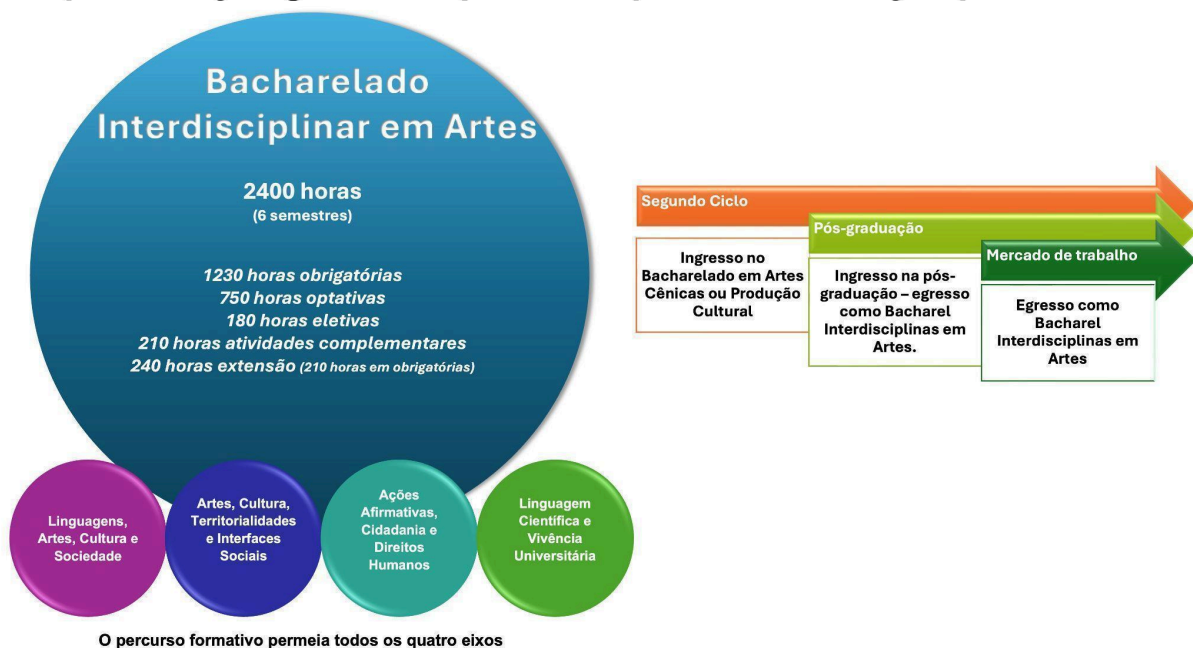 Bacharelado
Interdisciplinar em Artes
2400 horas
(6 semestres)
1230 horas obrigatórias
750 horas optativas
180 horas eletivas
210 horas atividades complementares
240 horas extensão (210 horas em obrigatórias)
Linguagens,
Artes, Cultura e
Sociedade
Artes, Cultura,
Territorialidades
e Interfaces
Sociais
Ações
Afirmativas,
Cidadania e
Direitos
Humanos
Linguagem
Científica e
Vivência
Universitária
O percurso formativo permeia todos os quatro eixos
Segundo Ciclo
Ingresso no
Bacharelado em Artes
Cênicas ou Produção
Cultural
Pós-graduação
Ingresso na pós-
graduação – egresso
como Bacharel
Interdisciplinas em
Artes.
Mercado de trabalho
Egresso como
Bacharel
Interdisciplinas em
Artes